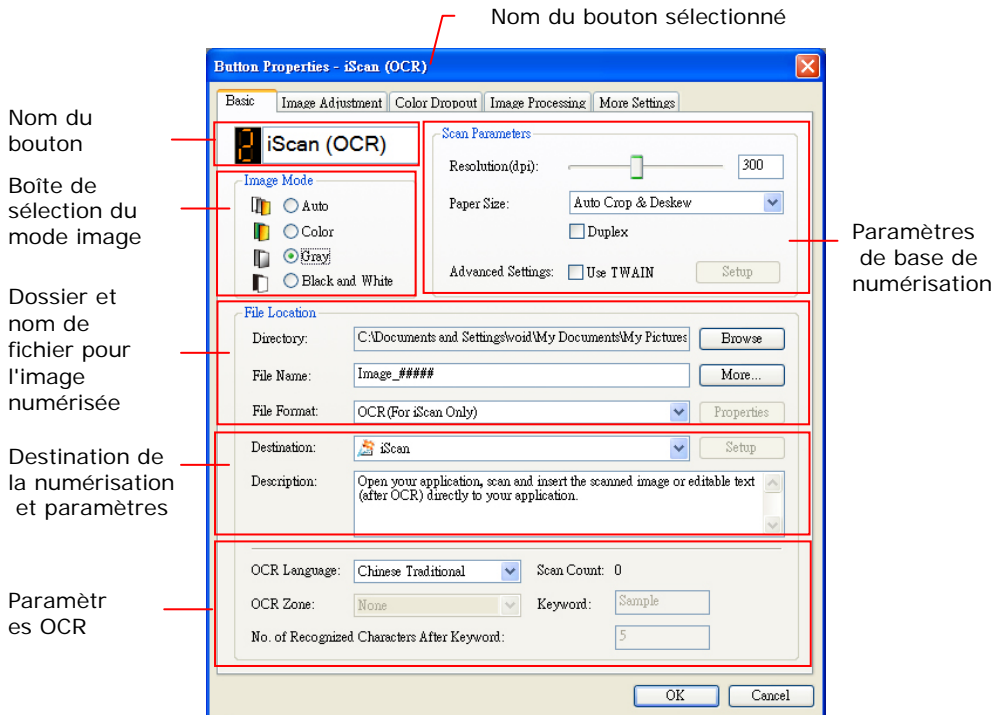 Nom du bouton sélectionné
Button Properties - iScan (OCR)
Basic Image Adjustment Color Dropout Image Processing More Settings
Nom du
bouton
2 iScan (OCR)
Boîte de
sélection du
mode image
Image Mode
Auto
Color
Gray
Black and White
Scan Parameters
Resolution(dpi): 300
Paper Size: Auto Crop & Deskew
Duplex
Advanced Settings: Use TWAIN Setup
Paramètres
de base de
numérisation
Dossier et
nom de
fichier pour
l'image
numérisée
File Location
Directory: C:\Documents and Settings\void\My Documents\My Pictures Browse
File Name: Image_##### More...
File Format: OCR(For iScan Only) Properties
Destination de
la numérisation
et paramètres
Destination: iScan Setup
Description: Open your application, scan and insert the scanned image or editable text
(after OCR) directly to your application.
Paramètr
es OCR
OCR Language: Chinese Traditional Scan Count: 0
OCR Zone: None Keyword: Sample
No. of Recognized Characters After Keyword: 5
OK Cancel